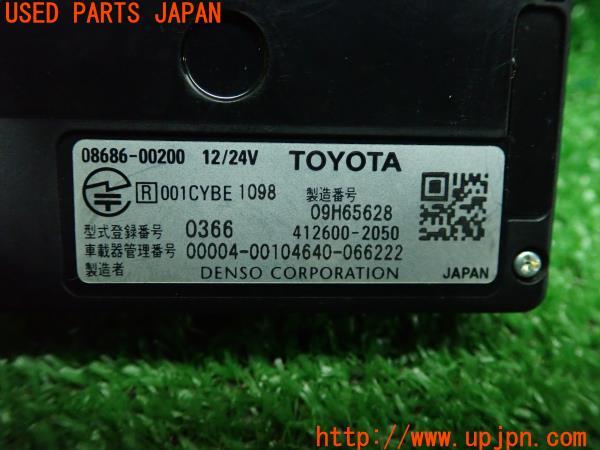 USED PARTS JAPAN
08686-00200 12/24V TOYOTA
R 001CYBE 1098 製造番号
09H65628
型式登録番号 0366 412600-2050
車載器管理番号 00004-00104640-066222
製造者 DENSO CORPORATION JAPAN
http://www.upjpn.com